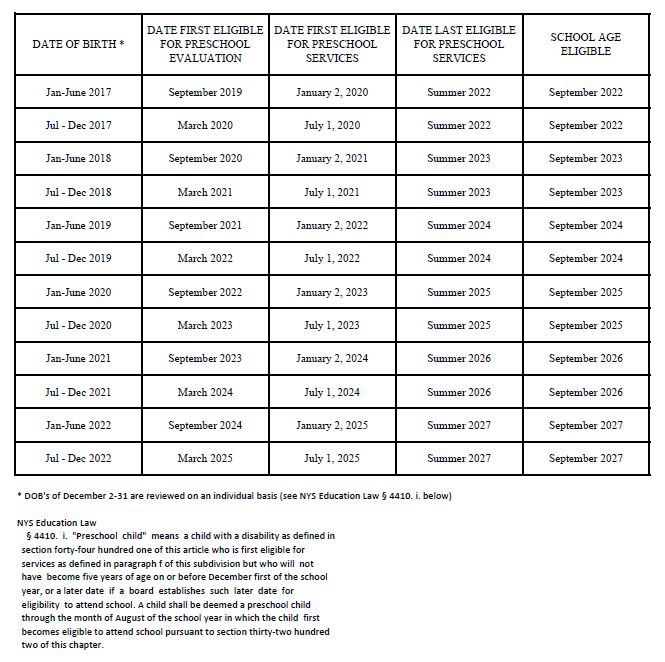 DATE OF BIRTH * DATE FIRST ELIGIBLE FOR PRESCHOOL EVALUATION DATE FIRST ELIGIBLE FOR PRESCHOOL SERVICES DATE LAST ELIGIBLE FOR PRESCHOOL SERVICES SCHOOL AGE ELIGIBLE
Jan-June 2017 September 2019 January 2, 2020 Summer 2022 September 2022
Jul - Dec 2017 March 2020 July 1, 2020 Summer 2022 September 2022
Jan-June 2018 September 2020 January 2, 2021 Summer 2023 September 2023
Jul - Dec 2018 March 2021 July 1, 2021 Summer 2023 September 2023
Jan-June 2019 September 2021 January 2, 2022 Summer 2024 September 2024
Jul - Dec 2019 March 2022 July 1, 2022 Summer 2024 September 2024
Jan-June 2020 September 2022 January 2, 2023 Summer 2025 September 2025
Jul - Dec 2020 March 2023 July 1, 2023 Summer 2025 September 2025
Jan-June 2021 September 2023 January 2, 2024 Summer 2026 September 2026
Jul - Dec 2021 March 2024 July 1, 2024 Summer 2026 September 2026
Jan-June 2022 September 2024 January 2, 2025 Summer 2027 September 2027
Jul - Dec 2022 March 2025 July 1, 2025 Summer 2027 September 2027
* DOB's of December 2-31 are reviewed on an individual basis (see NYS Education Law § 4410. i. below)
NYS Education Law
§ 4410. i. "Preschool child" means a child with a disability as defined in
section forty-four hundred one of this article who is first eligible for
services as defined in paragraph f of this subdivision but who will not
have become five years of age on or before December first of the school
year, or a later date if a board establishes such later date for
eligibility to attend school. A child shall be deemed a preschool child
through the month of August of the school year in which the child first
becomes eligible to attend school pursuant to section thirty-two hundred
two of this chapter.